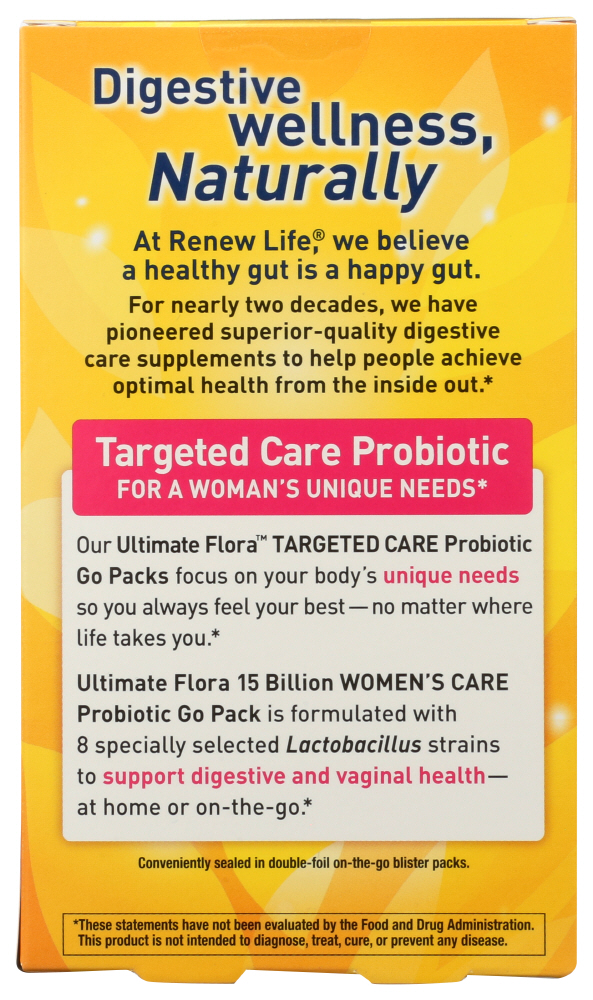 Digestive
wellness,
Naturally
At Renew Life,® we believe
a healthy gut is a happy gut.
For nearly two decades, we have
pioneered superior-quality digestive
care supplements to help people achieve
optimal health from the inside out.*
Targeted Care Probiotic
FOR A WOMAN'S UNIQUE NEEDS*
Our Ultimate Flora™ TARGETED CARE Probiotic
Go Packs focus on your body's unique needs
so you always feel your best—no matter where
life takes you.*
Ultimate Flora 15 Billion WOMEN'S CARE
Probiotic Go Pack is formulated with
8 specially selected Lactobacillus strains
to support digestive and vaginal health—
at home or on-the-go.*
Conveniently sealed in double-foil on-the-go blister packs.
*These statements have not been evaluated by the Food and Drug Administration.
This product is not intended to diagnose, treat, cure, or prevent any disease.